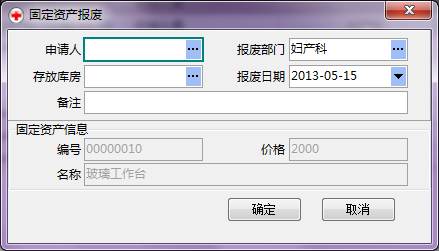 固定资产报废
申请人 报废部门 妇产科
存放库房 报废日期 2013-05-15
备注
固定资产信息
编号 00000010 价格 2000
名称 玻璃工作台
确定 取消